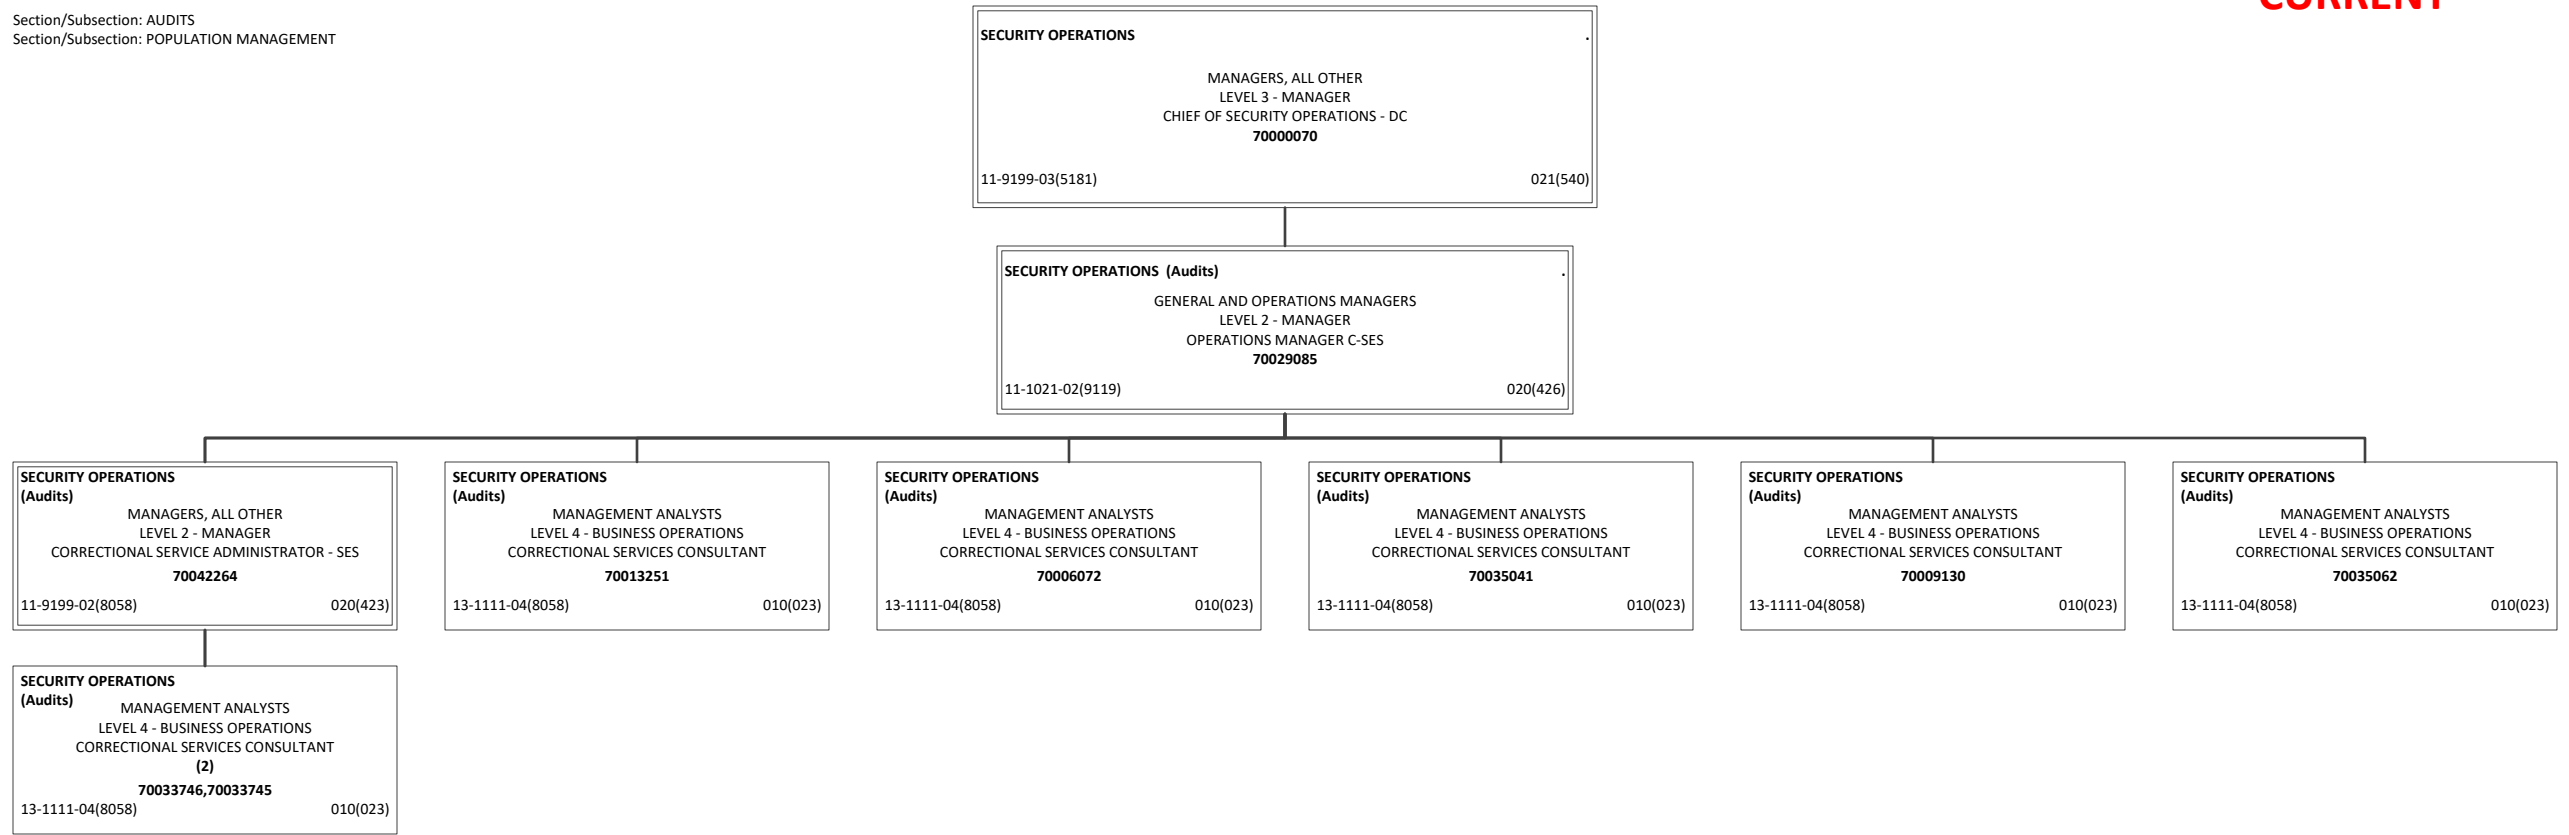 Section/Subsection: AUDITS
Section/Subsection: POPULATION MANAGEMENT
CURRENT
SECURITY OPERATIONS .
MANAGERS, ALL OTHER
LEVEL 3 - MANAGER
CHIEF OF SECURITY OPERATIONS - DC
70000070
11-9199-03(5181) 021(540)
SECURITY OPERATIONS (Audits) .
GENERAL AND OPERATIONS MANAGERS
LEVEL 2 - MANAGER
OPERATIONS MANAGER C-SES
70029085
11-1021-02(9119) 020(426)
SECURITY OPERATIONS
(Audits)
MANAGERS, ALL OTHER
LEVEL 2 - MANAGER
CORRECTIONAL SERVICE ADMINISTRATOR - SES
70042264
11-9199-02(8058) 020(423)
SECURITY OPERATIONS
(Audits)
MANAGEMENT ANALYSTS
LEVEL 4 - BUSINESS OPERATIONS
CORRECTIONAL SERVICES CONSULTANT
70013251
13-1111-04(8058) 010(023)
SECURITY OPERATIONS
(Audits)
MANAGEMENT ANALYSTS
LEVEL 4 - BUSINESS OPERATIONS
CORRECTIONAL SERVICES CONSULTANT
70006072
13-1111-04(8058) 010(023)
SECURITY OPERATIONS
(Audits)
MANAGEMENT ANALYSTS
LEVEL 4 - BUSINESS OPERATIONS
CORRECTIONAL SERVICES CONSULTANT
70035041
13-1111-04(8058) 010(023)
SECURITY OPERATIONS
(Audits)
MANAGEMENT ANALYSTS
LEVEL 4 - BUSINESS OPERATIONS
CORRECTIONAL SERVICES CONSULTANT
70009130
13-1111-04(8058) 010(023)
SECURITY OPERATIONS
(Audits)
MANAGEMENT ANALYSTS
LEVEL 4 - BUSINESS OPERATIONS
CORRECTIONAL SERVICES CONSULTANT
70035062
13-1111-04(8058) 010(023)
SECURITY OPERATIONS
(Audits)
MANAGEMENT ANALYSTS
LEVEL 4 - BUSINESS OPERATIONS
CORRECTIONAL SERVICES CONSULTANT
(2)
70033746,70033745
13-1111-04(8058) 010(023)